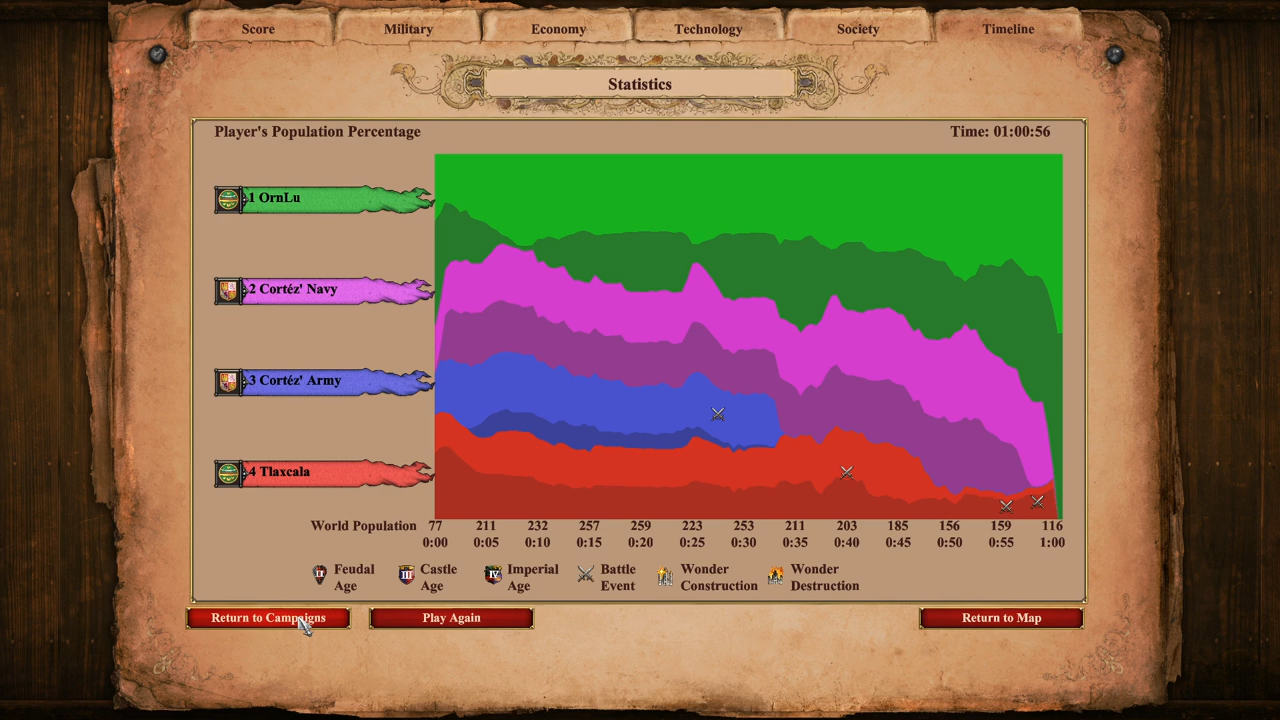 Score Military Economy Technology Society Timeline
Statistics
Player's Population Percentage Time: 01:00:56
1 OrnLu
2 Cortéz' Navy
3 Cortéz' Army
4 Tlaxcala
World Population 77 211 232 257 259 223 253 211 203 185 156 159 116
0:00 0:05 0:10 0:15 0:20 0:25 0:30 0:35 0:40 0:45 0:50 0:55 1:00
II Feudal Age
III Castle Age
IV Imperial Age
Battle Event
Wonder Construction
Wonder Destruction
Return to Campaigns Play Again Return to Map